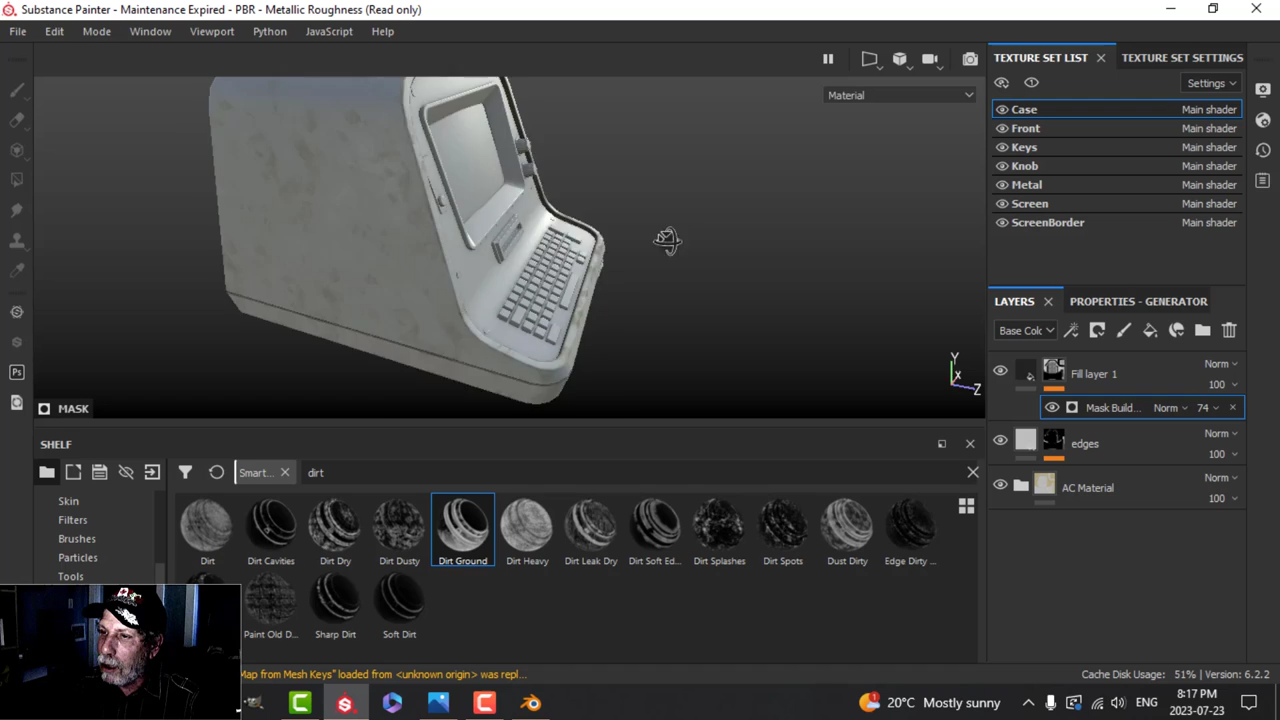 Substance Painter - Maintenance Expired - PBR - Metallic Roughness (Read only)
File Edit Mode Window Viewport Python JavaScript Help
TEXTURE SET LIST TEXTURE SET SETTINGS
Settings
Material
Case Main shader
Front Main shader
Keys Main shader
Knob Main shader
Metal Main shader
Screen Main shader
ScreenBorder Main shader
LAYERS PROPERTIES - GENERATOR
Base Col
Fill layer 1 Norm
100
Mask Build... Norm 74
edges Norm
100
AC Material Norm
100
Y
X
Z
MASK
SHELF
Smart... dirt
Skin
Filters
Brushes
Particles
Tools
Dirt Dirt Cavities Dirt Dry Dirt Dusty Dirt Ground Dirt Heavy Dirt Leak Dry Dirt Soft Ed... Dirt Splashes Dirt Spots Dust Dirty Edge Dirty ...
Paint Old D... Sharp Dirt Soft Dirt
Map from Mesh Keys" loaded from <unknown origin> was repl...
Cache Disk Usage: 51% | Version: 6.2.2
Ps
1
20°C Mostly sunny
ENG
8:17 PM
2023-07-23